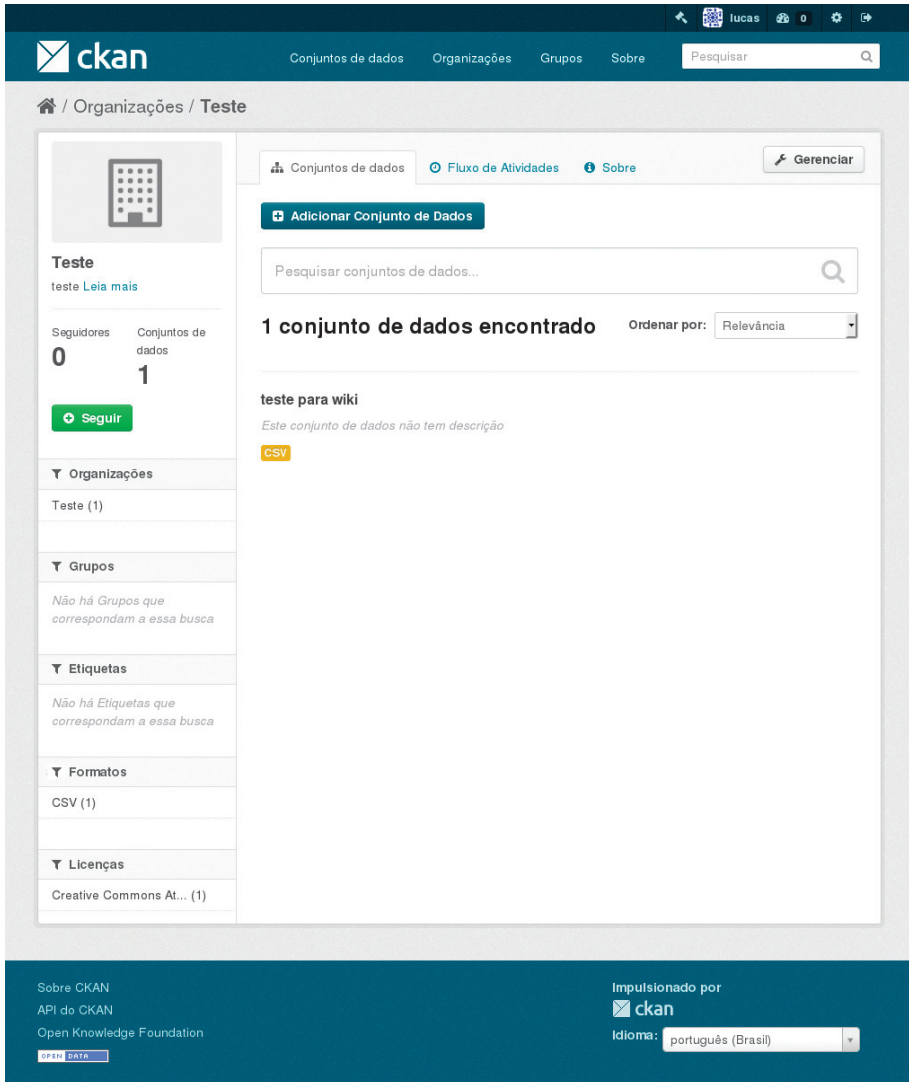 lucas 0
ckan
Conjuntos de dados Organizações Grupos Sobre Pesquisar
/ Organizações / Teste
Conjuntos de dados Fluxo de Atividades Sobre Gerenciar
Adicionar Conjunto de Dados
Pesquisar conjuntos de dados...
1 conjunto de dados encontrado Ordenar por: Relevância
teste para wiki
Este conjunto de dados não tem descrição
CSV
Teste
teste Leia mais
Seguidores
0
Conjuntos de
dados
1
Seguir
Organizações
Teste (1)
Grupos
Não há Grupos que
correspondam a essa busca
Etiquetas
Não há Etiquetas que
correspondam a essa busca
Formatos
CSV (1)
Licenças
Creative Commons At... (1)
Sobre CKAN
API do CKAN
Open Knowledge Foundation
OPEN DATA
Impulsionado por
ckan
Idioma: português (Brasil)